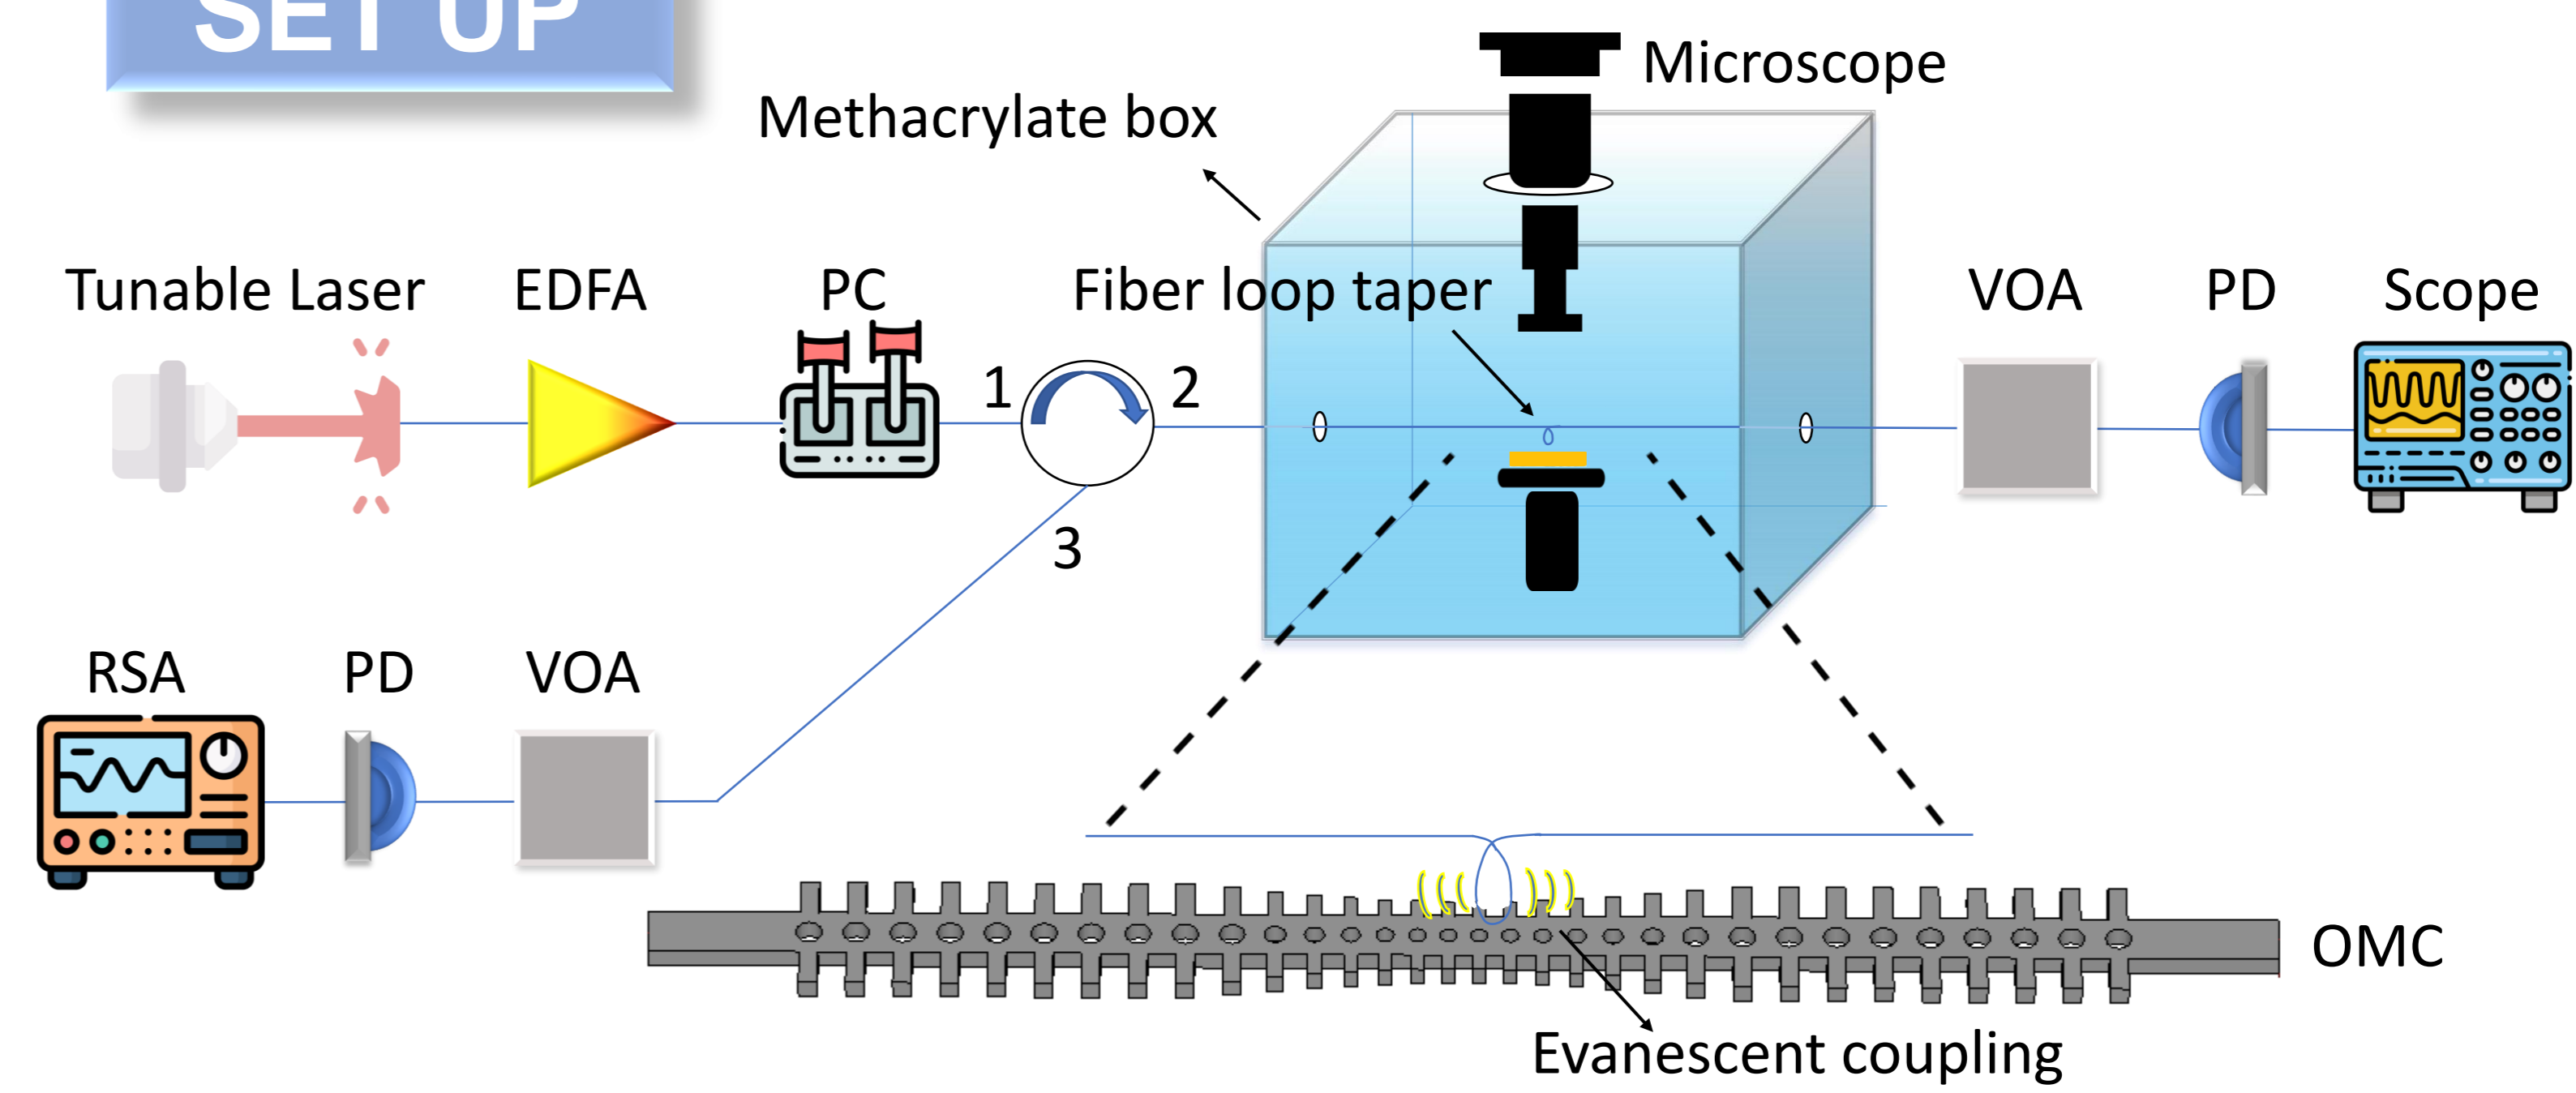 SET UP
Microscope
Methacrylate box
Tunable Laser
EDFA
PC
Fiber loop taper
VOA
PD
Scope
1
2
3
RSA
PD
VOA
OMC
Evanescent coupling